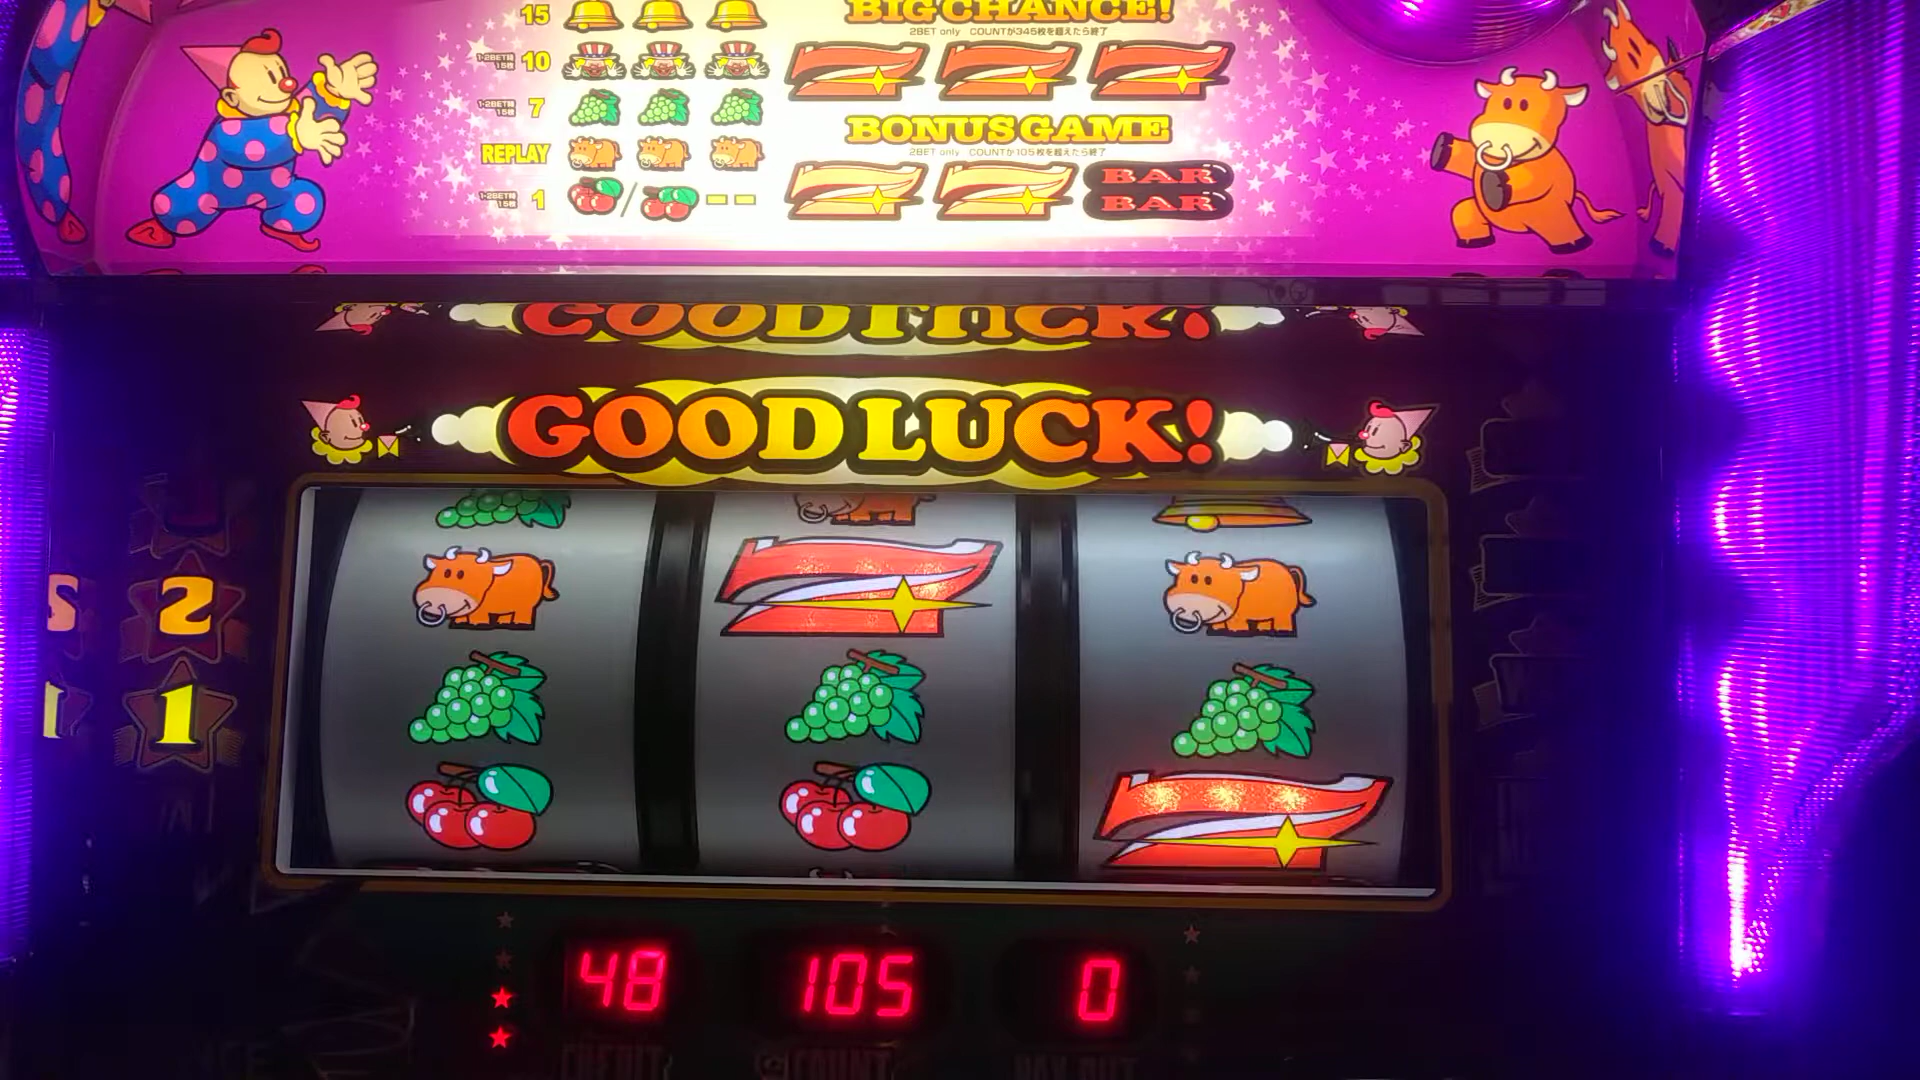 15
BIG CHANCE!
2BET only COUNTが345枚を超えたら終了
1·2BET時
15枚
10
1·2BET時
15枚
7
BONUS GAME
2BET only COUNTが105枚を超えたら終了
REPLAY
BAR
BAR
1·2BET時
15枚
1
GOOD LUCK!
2
1
48
105
0
CREDIT
COUNT
PAY OUT